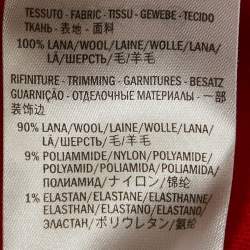 TESSUTO - FABRIC - TISSU - GEWEBE - TECIDO
ТКАНЬ - 表地 - 面料
100% LANA/WOOL/LAINE/WOLLE/LANA/
LÃ/ШЕРСТЬ/毛/羊毛
RIFINITURE - TRIMMING - GARNITURES - BESATZ
GUARNIÇÃO - ОТДЕЛОЧНЫЕ МАТЕРИАЛЫ - 一部
装饰边
90% LANA/WOOL/LAINE/WOLLE/LANA/
LÃ/ШЕРСТЬ/毛/羊毛
9% POLIAMMIDE/NYLON/POLYAMIDE/
POLYAMID/POLIAMIDA/POLIAMIDA/
ПОЛИАМИД/ナイロン/锦纶
1% ELASTAN/ELASTANE/ELASTHANNE/
ELASTHAN/ELASTANO/ELASTANO/
ЭЛАСТАН/ポリウレタン/氨纶